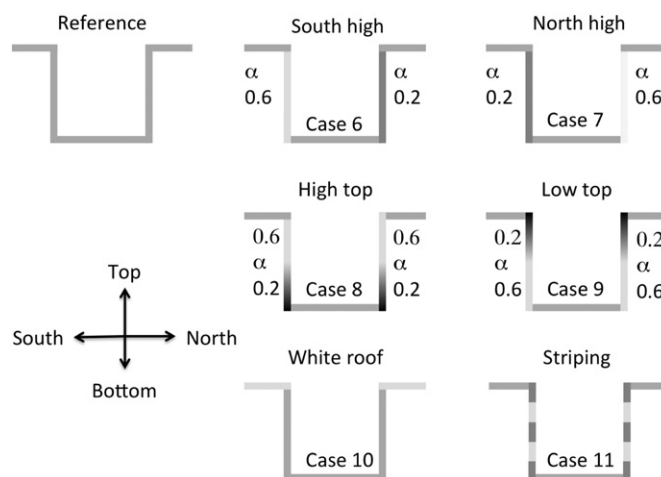 Reference
South high
North high
α
0.6
α
0.2
Case 6
α
0.2
α
0.6
Case 7
High top
Low top
0.6
α
0.2
0.6
α
0.2
Case 8
0.2
α
0.6
0.2
α
0.6
Case 9
Top
South
North
Bottom
White roof
Striping
Case 10
Case 11